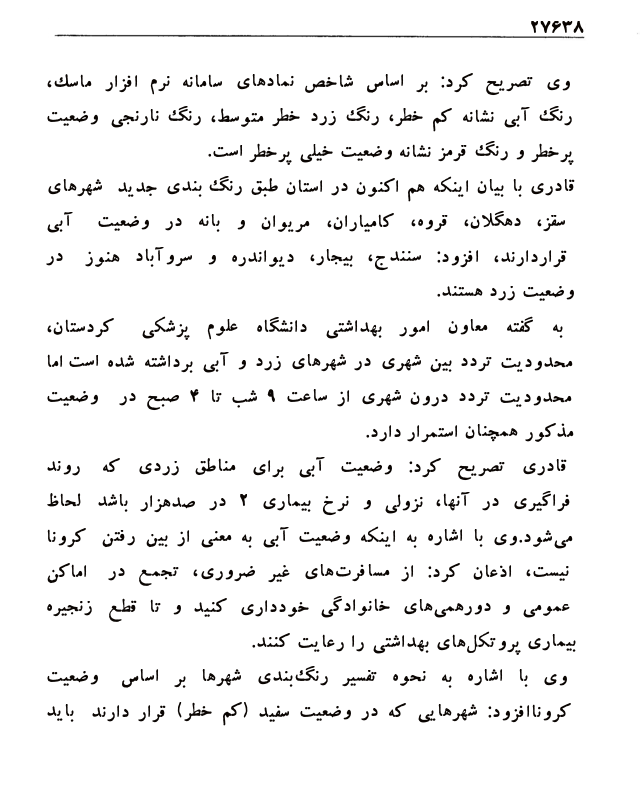 ۲۷۶۳۸
وی تصریح کرد: بر اساس شاخص نمادهای سامانه نرم افزار ماسك،
رنگ آبی نشانه کم خطر، رنگ زرد خطر متوسط، رنگ نارنجی وضعیت
پرخطر و رنگ قرمز نشانه وضعیت خیلی پرخطر است.
قادری با بیان اینکه هم اکنون در استان طبق رنگ بندی جدید شهرهای
سقز، دهگلان، قروه، کامیاران، مریوان و بانه در وضعیت آبی
قراردارند، افزود: سنندج، بیجار، دیواندره و سروآباد هنوز در
وضعیت زرد هستند.
به گفته معاون امور بهداشتی دانشگاه علوم پزشکی کردستان،
محدودیت تردد بین شهری در شهرهای زرد و آبی برداشته شده است اما
محدودیت تردد درون شهری از ساعت ۹ شب تا ۴ صبح در وضعیت
مذکور همچنان استمرار دارد.
قادری تصریح کرد: وضعیت آبی برای مناطق زردی که روند
فراگیری در آنها، نزولی و نرخ بیماری ۲ در صدهزار باشد لحاظ
می‌شود.وی با اشاره به اینکه وضعیت آبی به معنی از بین رفتن کرونا
نیست، اذعان کرد: از مسافرت‌های غیر ضروری، تجمع در اماکن
عمومی و دورهمی‌های خانوادگی خودداری کنید و تا قطع زنجیره
بیماری پروتکل‌های بهداشتی را رعایت کنند.
وی با اشاره به نحوه تفسیر رنگ‌بندی شهرها بر اساس وضعیت
کروناافزود: شهرهایی که در وضعیت سفید (کم خطر) قرار دارند باید